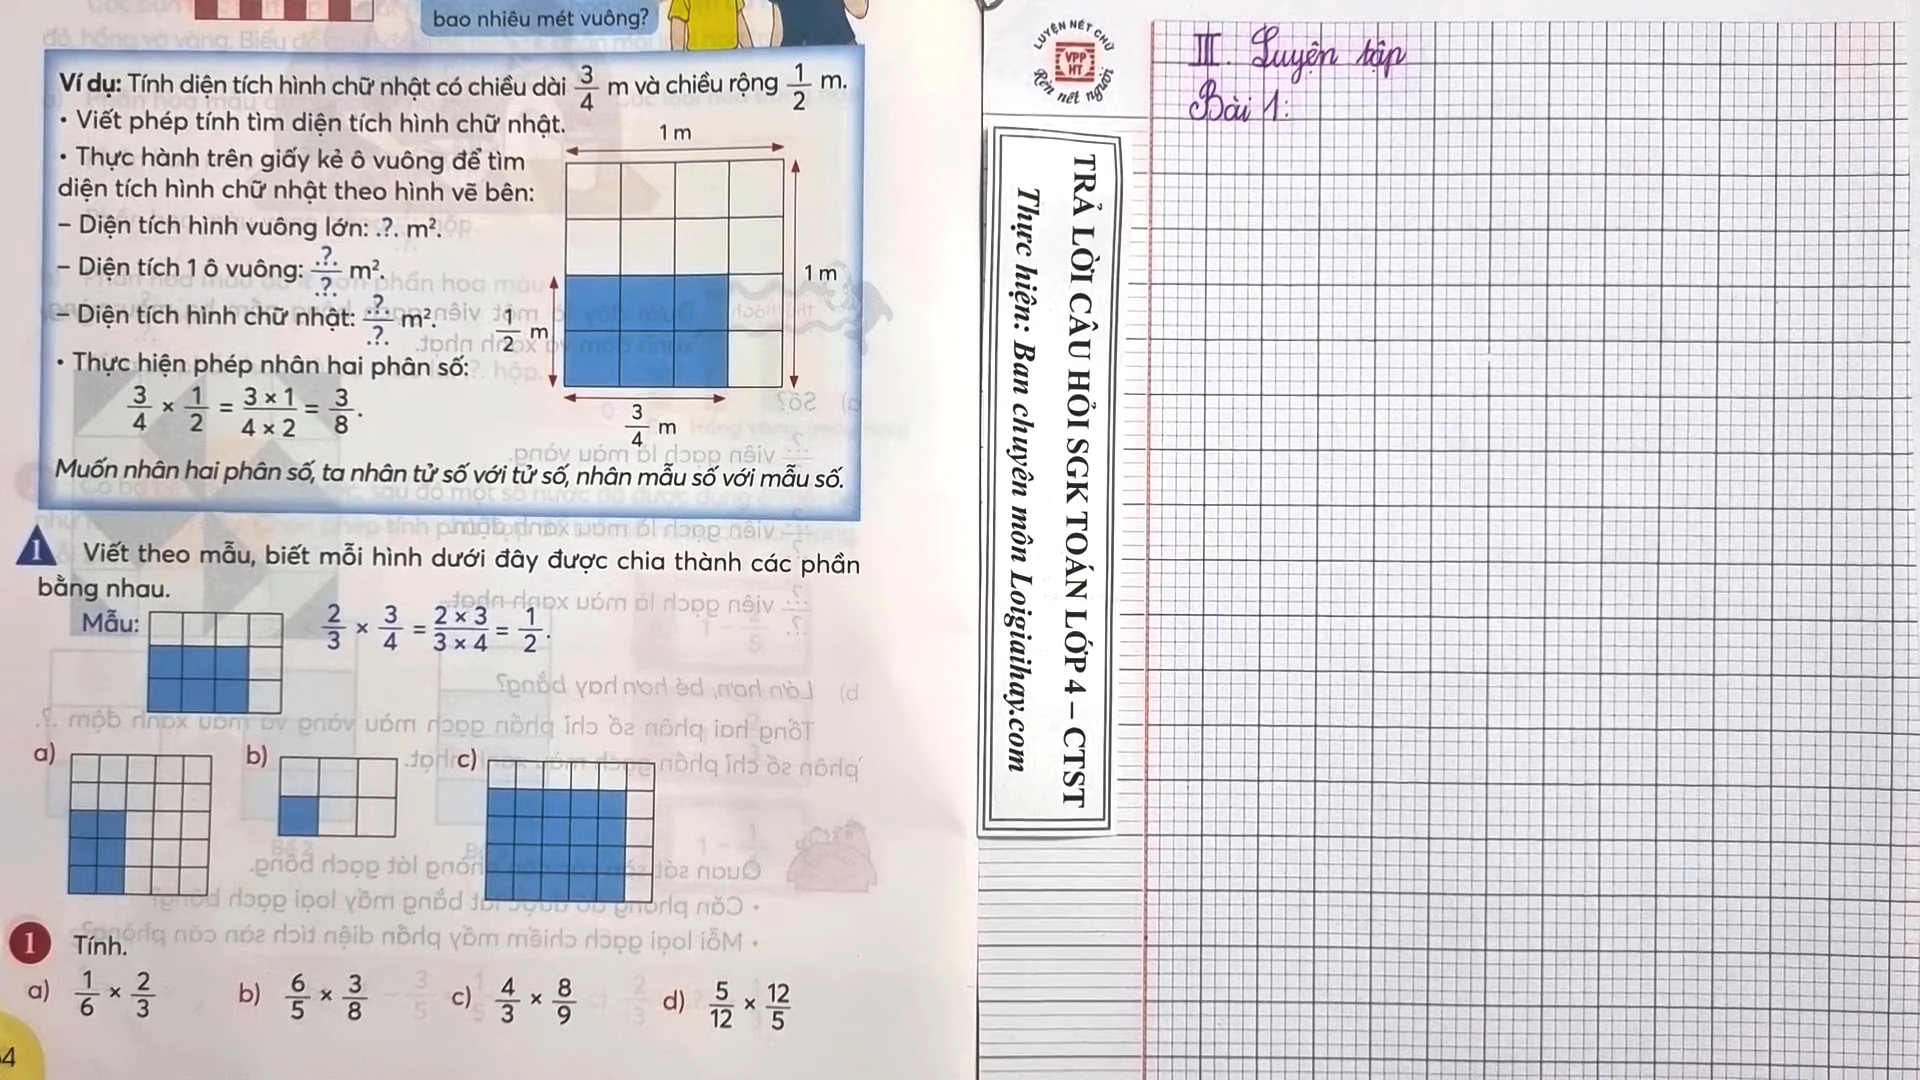 bao nhiêu mét vuông?
Ví dụ: Tính diện tích hình chữ nhật có chiều dài 3/4 m và chiều rộng 1/2 m.
• Viết phép tính tìm diện tích hình chữ nhật.
• Thực hành trên giấy kẻ ô vuông để tìm
diện tích hình chữ nhật theo hình vẽ bên:
– Diện tích hình vuông lớn: .?. m².
– Diện tích 1 ô vuông: .?./.?. m².
– Diện tích hình chữ nhật: .?./.?. m².
• Thực hiện phép nhân hai phân số:
3/4 × 1/2 = 3 × 1/4 × 2 = 3/8.
1 m
1 m
1/2 m
3/4 m
Muốn nhân hai phân số, ta nhân tử số với tử số, nhân mẫu số với mẫu số.
1 Viết theo mẫu, biết mỗi hình dưới đây được chia thành các phần
bằng nhau.
Mẫu: 2/3 × 3/4 = 2 × 3/3 × 4 = 1/2.
a) b) c)
1 Tính.
a) 1/6 × 2/3 b) 6/5 × 3/8 c) 4/3 × 8/9 d) 5/12 × 12/5
4
LUYỆN NÉT CHỮ
VPP
HT
Rèn nết người
TRẢ LỜI CÂU HỎI SGK TOÁN LỚP 4 – CTST
Thực hiện: Ban chuyên môn Loigiaihay.com
III. Luyện tập
Bài 1: